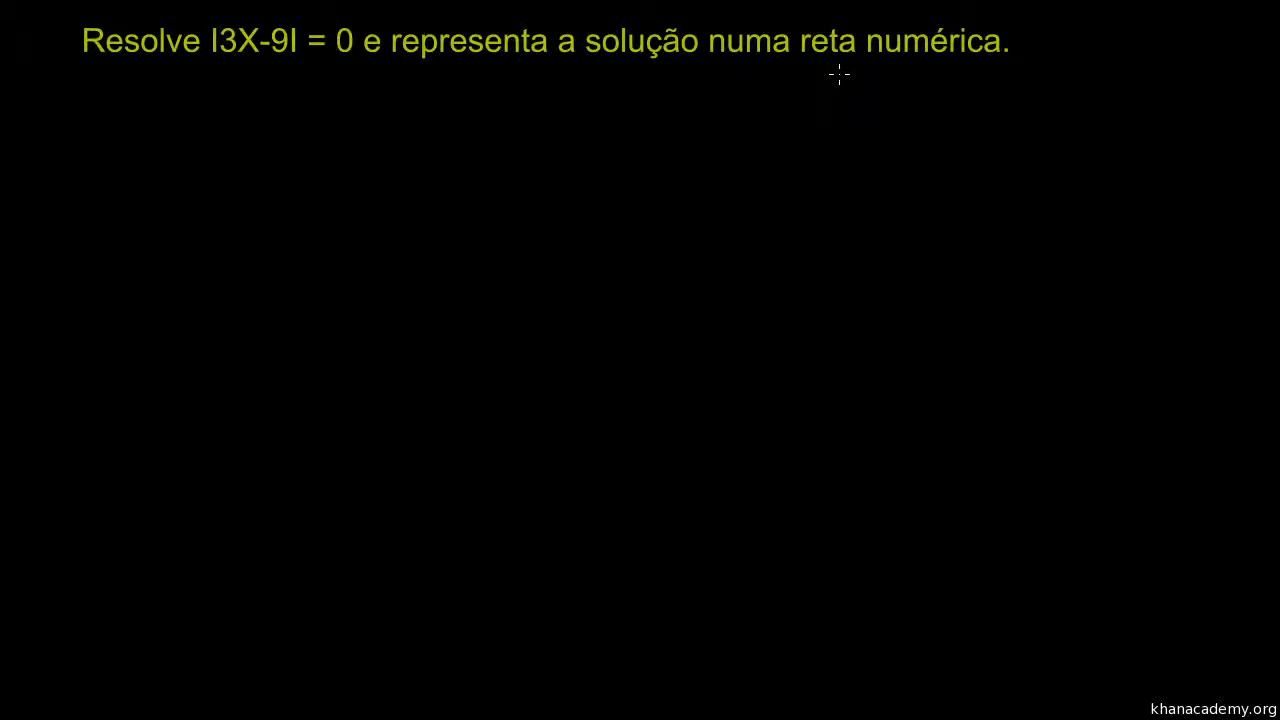 Resolve I3X-9I = 0 e representa a solução numa reta numérica.
khanacademy.org